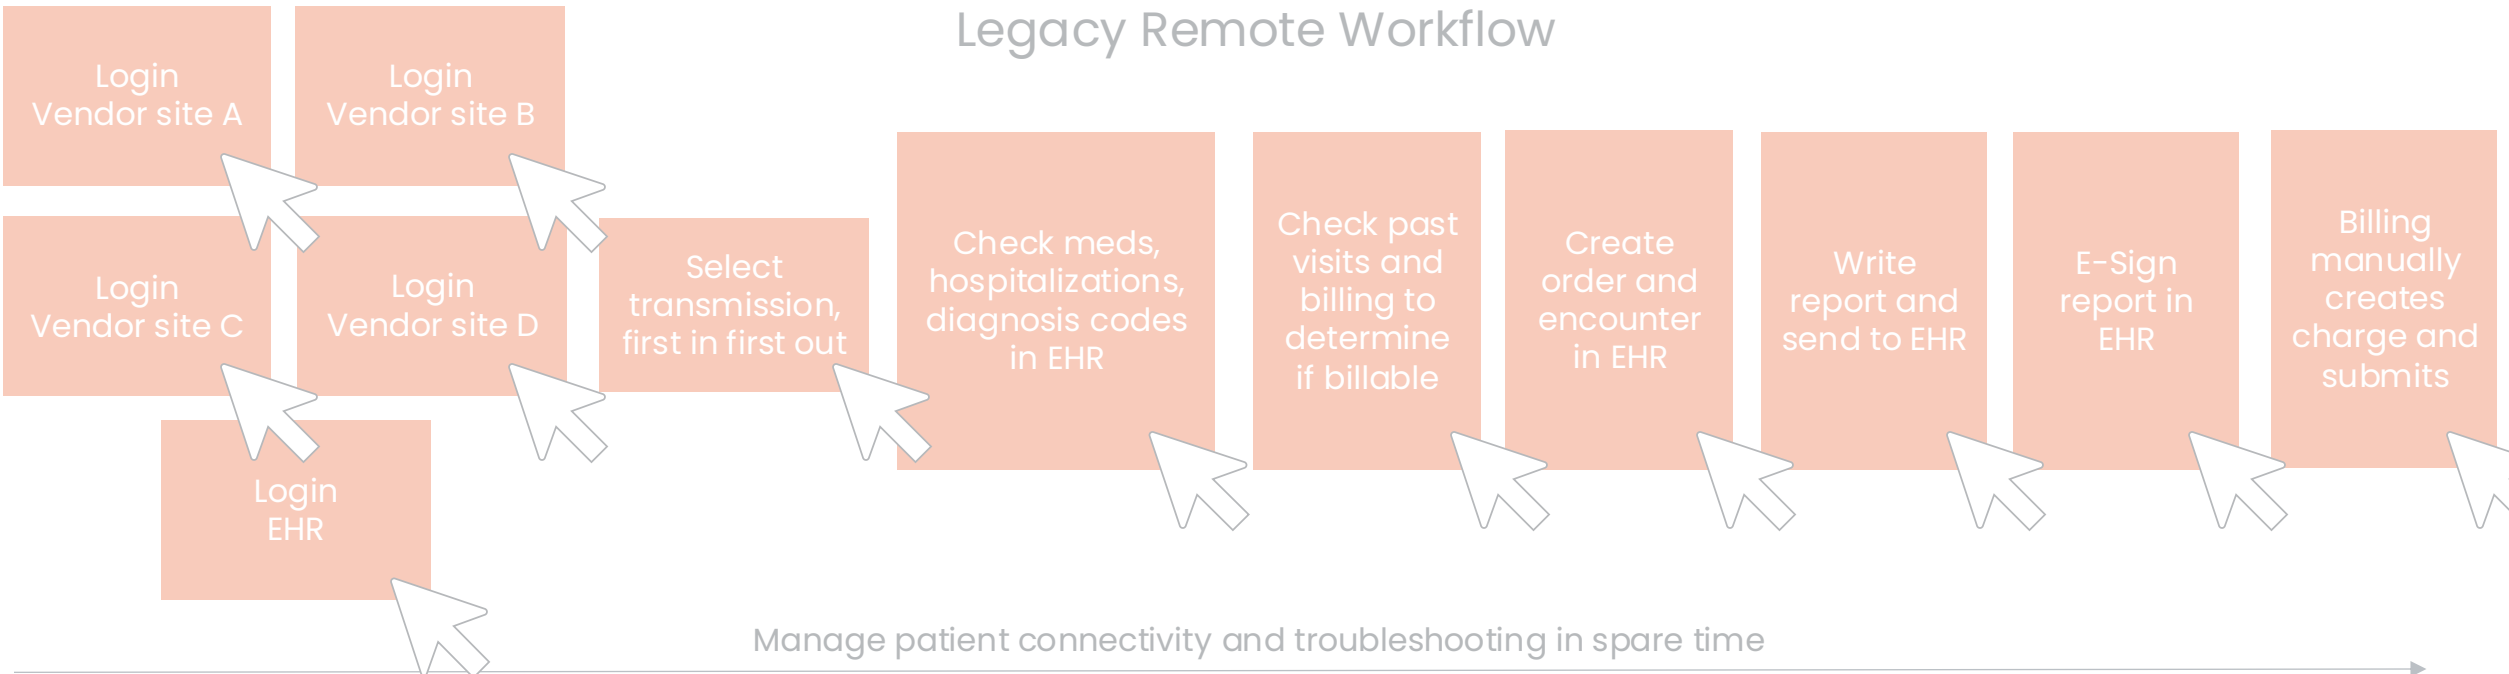 Legacy Remote Workflow
Login
Vendor site A
Login
Vendor site B
Login
Vendor site C
Login
Vendor site D
Login
EHR
Select
transmission,
first in first out
Check meds,
hospitalizations,
diagnosis codes
in EHR
Check past
visits and
billing to
determine
if billable
Create
order and
encounter
in EHR
Write
report and
send to EHR
E-Sign
report in
EHR
Billing
manually
creates
charge and
submits
Manage patient connectivity and troubleshooting in spare time